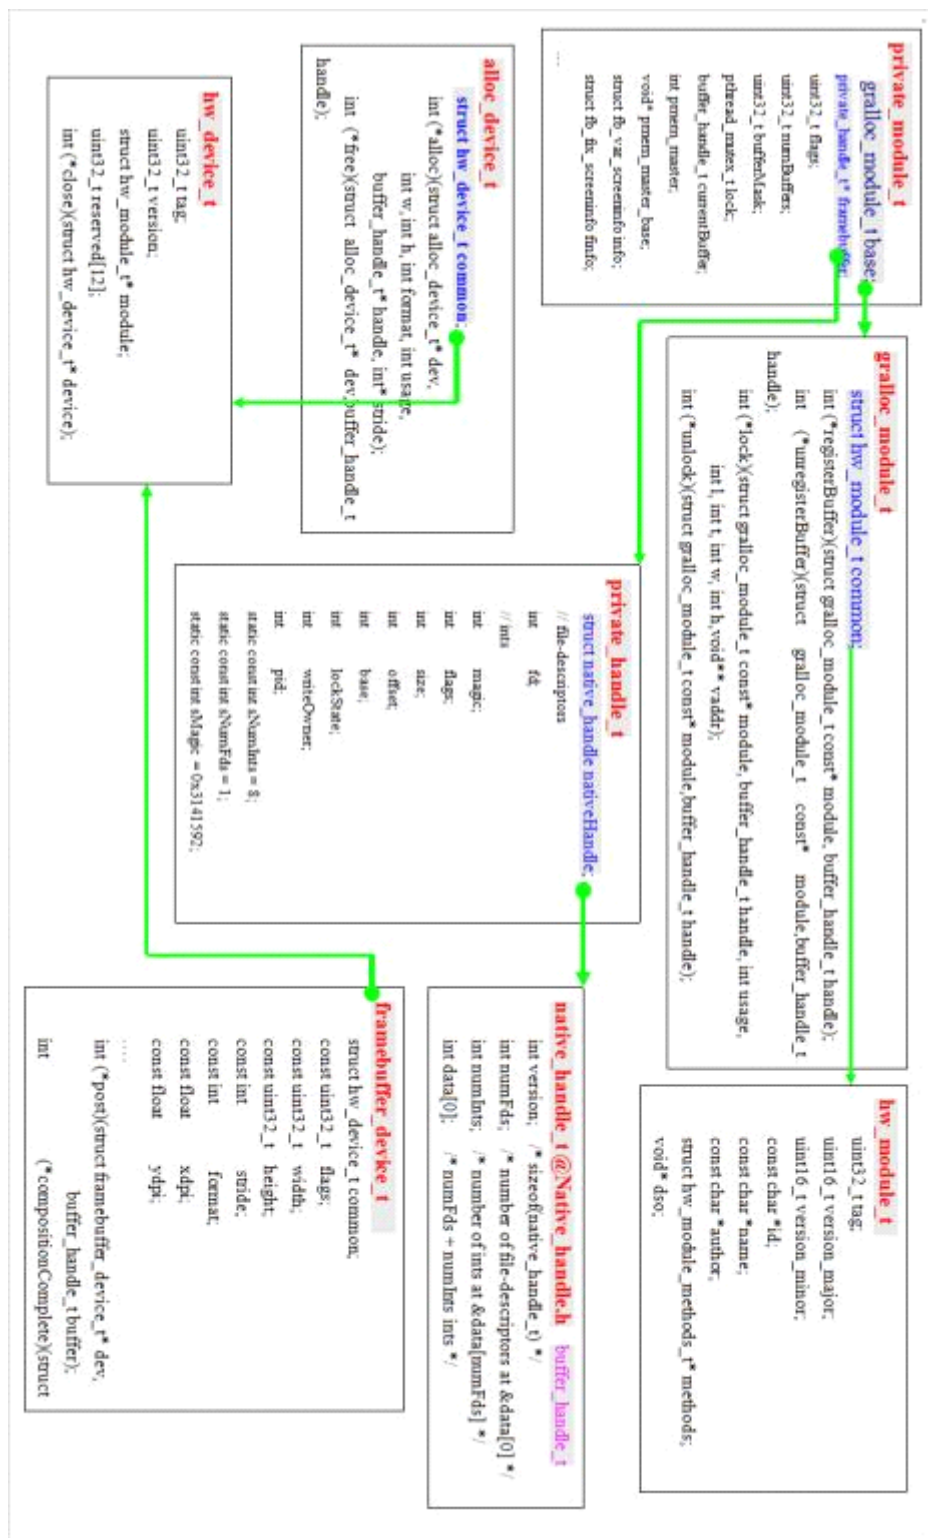 private_module_t
gralloc_module_t base;
private_handle_t* framebuffer;
uint32_t flags;
uint32_t numBuffers;
uint32_t bufferMask;
pthread_mutex_t lock;
buffer_handle_t currentBuffer;
int pmem_master;
void* pmem_master_base;
struct fb_var_screeninfo info;
struct fb_fix_screeninfo finfo;
...
gralloc_module_t
struct hw_module_t common;
int (*registerBuffer)(struct gralloc_module_t const* module, buffer_handle_t handle);
int (*unregisterBuffer)(struct gralloc_module_t const* module,buffer_handle_t
handle);
int (*lock)(struct gralloc_module_t const* module, buffer_handle_t handle, int usage,
int l, int t, int w, int h,void** vaddr);
int (*unlock)(struct gralloc_module_t const* module,buffer_handle_t handle);
hw_module_t
uint32_t tag;
uint16_t version_major;
uint16_t version_minor;
const char *id;
const char *name;
const char *author;
struct hw_module_methods_t* methods;
void* dso;
alloc_device_t
struct hw_device_t common;
int (*alloc)(struct alloc_device_t* dev,
int w, int h, int format, int usage,
buffer_handle_t* handle, int* stride);
int (*free)(struct alloc_device_t* dev,buffer_handle_t
handle);
private_handle_t
struct native_handle nativeHandle;
// file-descriptors
int fd;
// ints
int magic;
int flags;
int size;
int offset;
int base;
int lockState;
int writeOwner;
int pid;
static const int sNumInts = 8;
static const int sNumFds = 1;
static const int sMagic = 0x3141592;
native_handle_t @Native_handle.h buffer_handle_t
int version; /* sizeof(native_handle_t) */
int numFds; /* number of file-descriptors at &data[0] */
int numInts; /* number of ints at &data[numFds] */
int data[0]; /* numFds + numInts ints */
hw_device_t
uint32_t tag;
uint32_t version;
struct hw_module_t* module;
uint32_t reserved[12];
int (*close)(struct hw_device_t* device);
framebuffer_device_t
struct hw_device_t common;
const uint32_t flags;
const uint32_t width;
const uint32_t height;
const int stride;
const int format;
const float xdpi;
const float ydpi;
....
int (*post)(struct framebuffer_device_t* dev,
buffer_handle_t buffer);
int (*compositionComplete)(struct